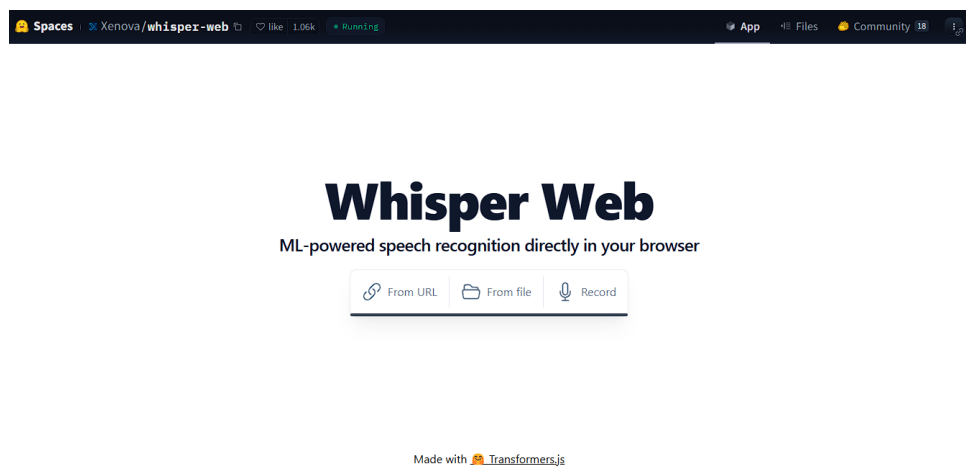 Spaces Xenova/whisper-web like 1.06k Running App Files Community 18
Whisper Web
ML-powered speech recognition directly in your browser
From URL From file Record
Made with 🤗 Transformers.js